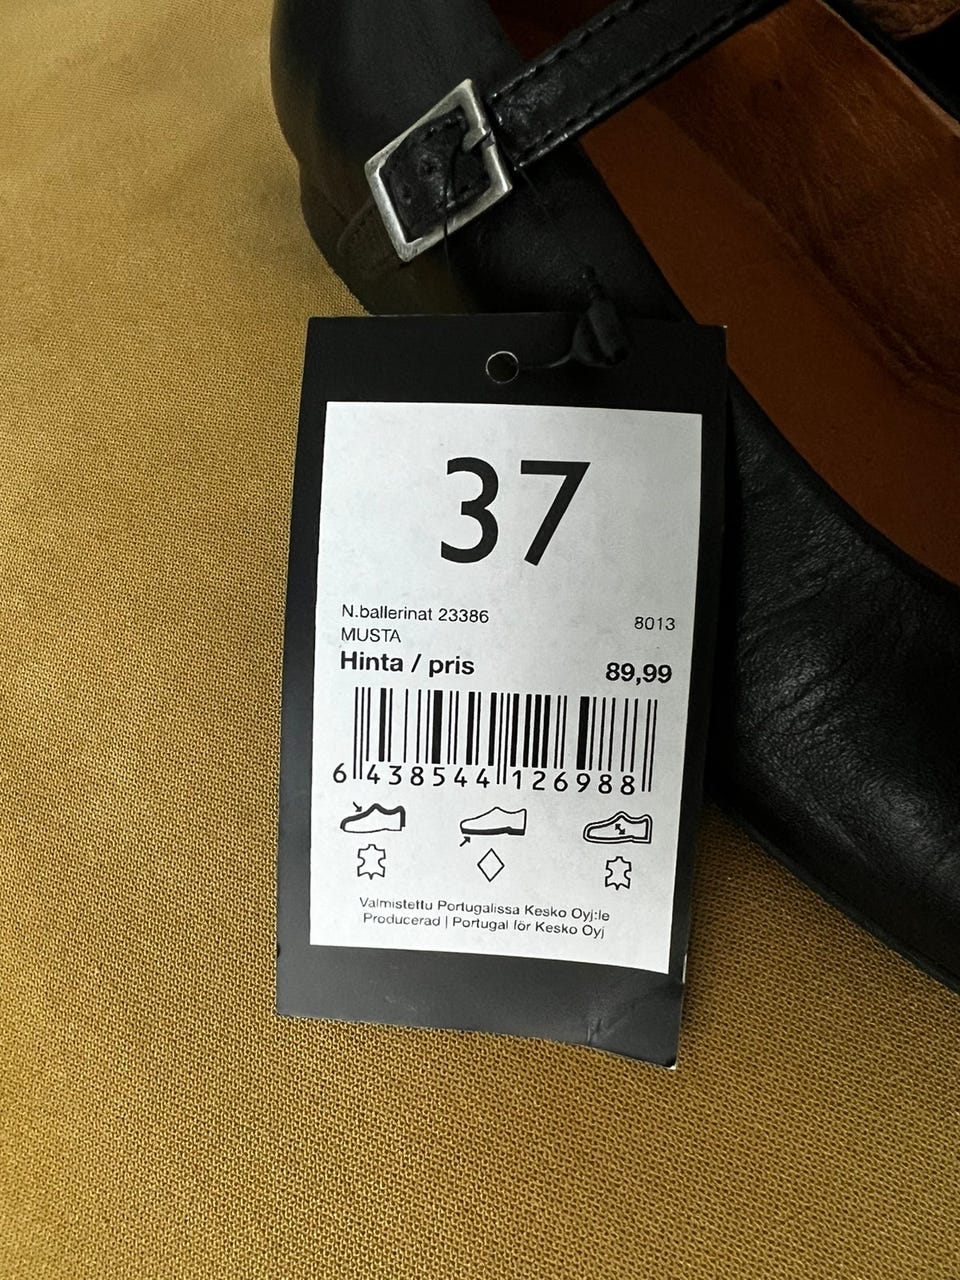 37
N.ballerinat 23386 8013
MUSTA
Hinta / pris 89,99
6 438544 126988
Valmistettu Portugalissa Kesko Oyj:le
Producerad | Portugal för Kesko Oyj